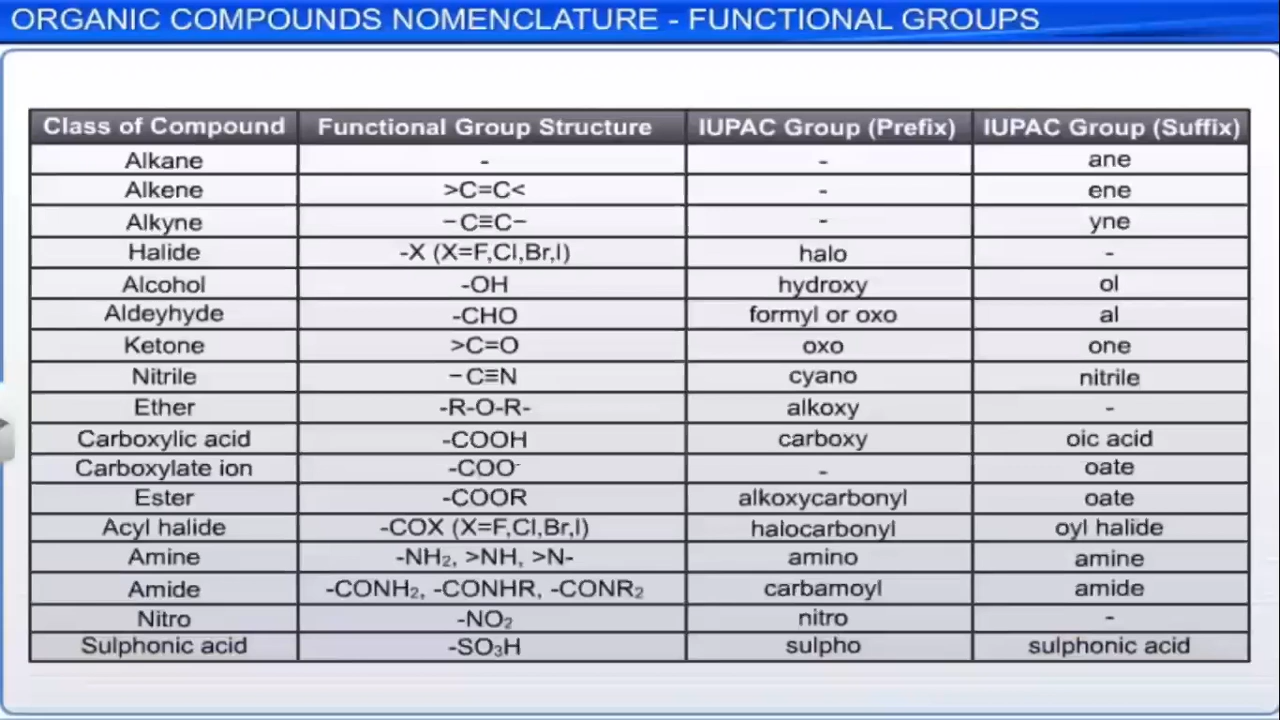 ORGANIC COMPOUNDS NOMENCLATURE - FUNCTIONAL GROUPS
Class of Compound Functional Group Structure IUPAC Group (Prefix) IUPAC Group (Suffix)
Alkane - - ane
Alkene >C=C< - ene
Alkyne −C≡C− - yne
Halide -X (X=F,Cl,Br,I) halo -
Alcohol -OH hydroxy ol
Aldeyhyde -CHO formyl or oxo al
Ketone >C=O oxo one
Nitrile −C≡N cyano nitrile
Ether -R-O-R- alkoxy -
Carboxylic acid -COOH carboxy oic acid
Carboxylate ion -COO⁻ - oate
Ester -COOR alkoxycarbonyl oate
Acyl halide -COX (X=F,Cl,Br,I) halocarbonyl oyl halide
Amine -NH₂, >NH, >N- amino amine
Amide -CONH₂, -CONHR, -CONR₂ carbamoyl amide
Nitro -NO₂ nitro -
Sulphonic acid -SO₃H sulpho sulphonic acid